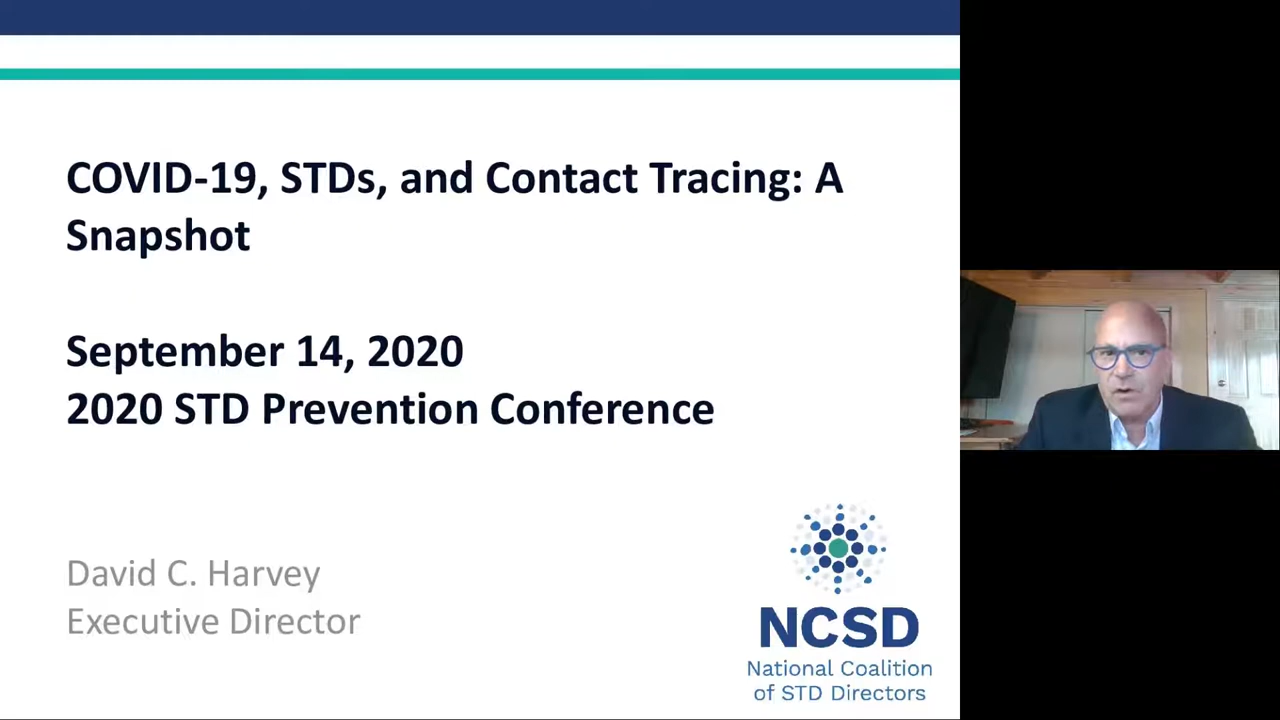 COVID-19, STDs, and Contact Tracing: A
Snapshot
September 14, 2020
2020 STD Prevention Conference
David C. Harvey
Executive Director
NCSD
National Coalition
of STD Directors